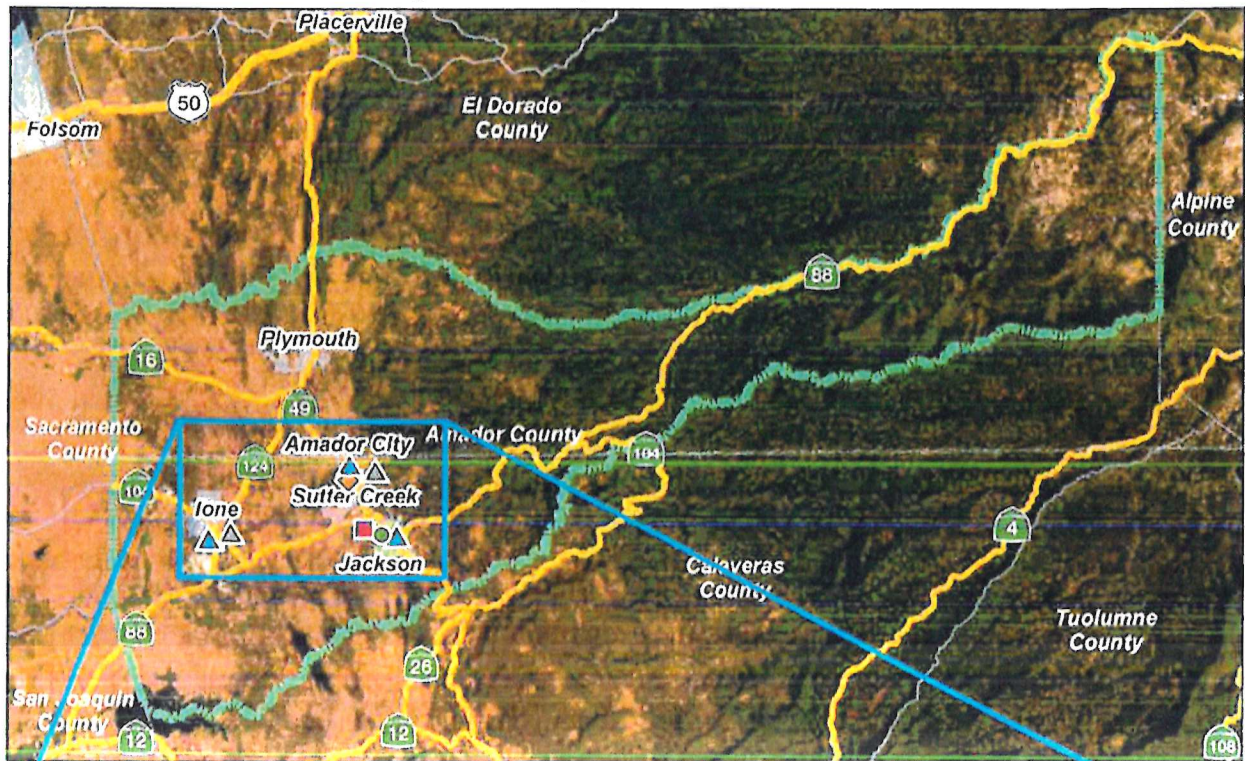 Placerville
50
El Dorado
County
Folsom
Alpine
County
88
Plymouth
16
49
Sacramento
County
Amador City
Amador County
104
124
104
Sutter Creek
Ione
4
Jackson
Calaveras
County
Tuolumne
County
88
26
San Joaquin
County
12
12
108